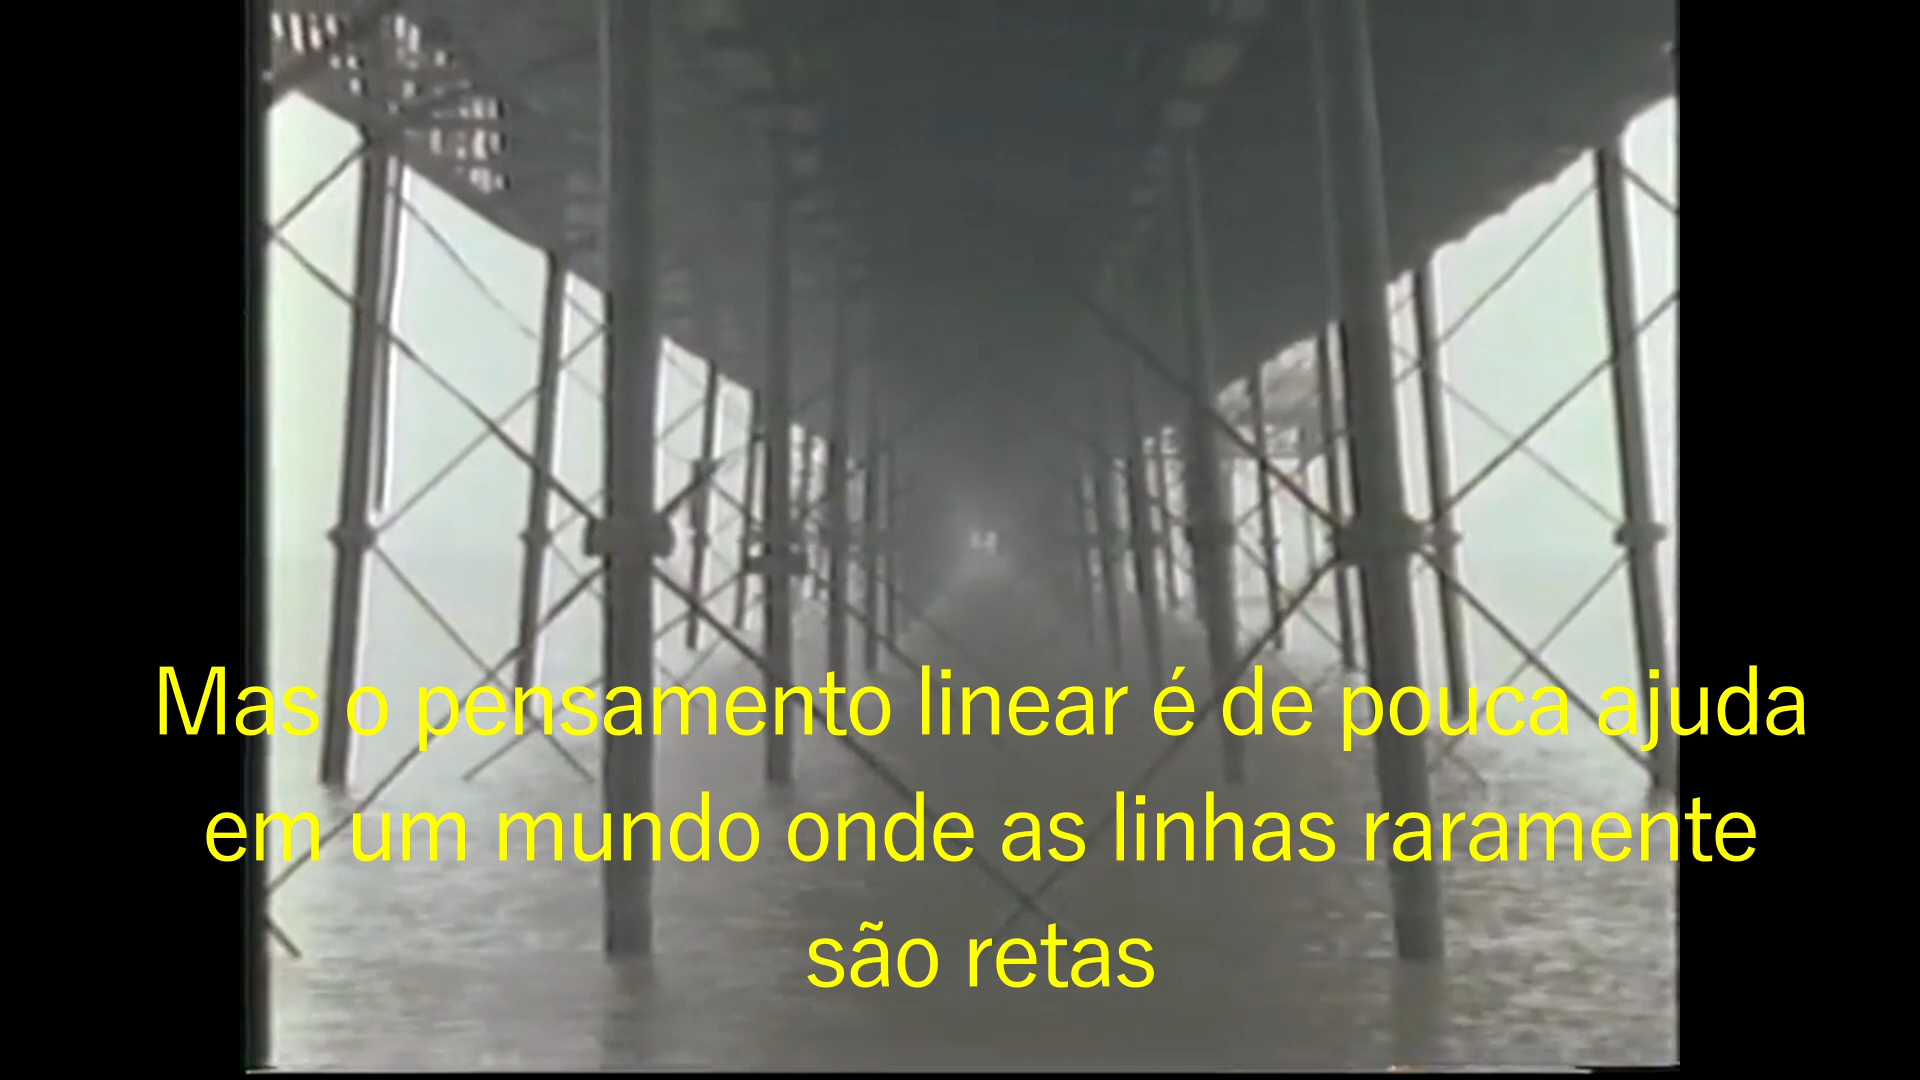 Mas o pensamento linear é de pouca ajuda
em um mundo onde as linhas raramente
são retas